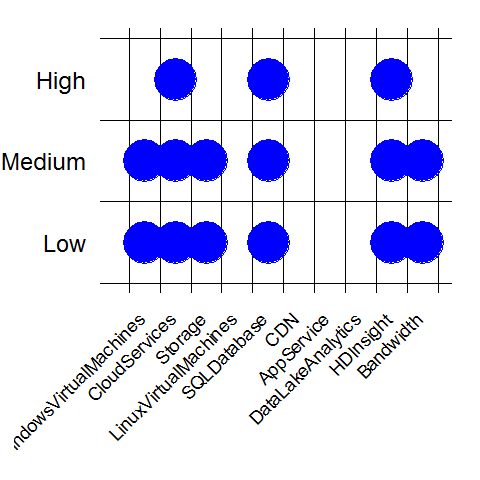 High
Medium
Low
ndowsVirtualMachines
CloudServices
Storage
LinuxVirtualMachines
SQLDatabase
CDN
AppService
DataLakeAnalytics
HDInsight
Bandwidth